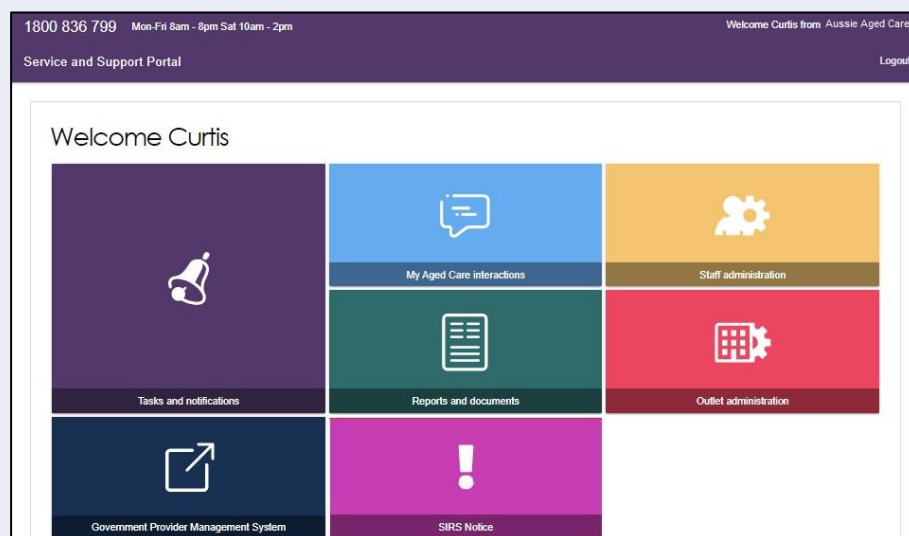 1800 836 799 Mon-Fri 8am - 8pm Sat 10am - 2pm Welcome Curtis from Aussie Aged Care
Service and Support Portal Logout
Welcome Curtis
My Aged Care interactions Staff administration
Tasks and notifications Reports and documents Outlet administration
Government Provider Management System SIRS Notice